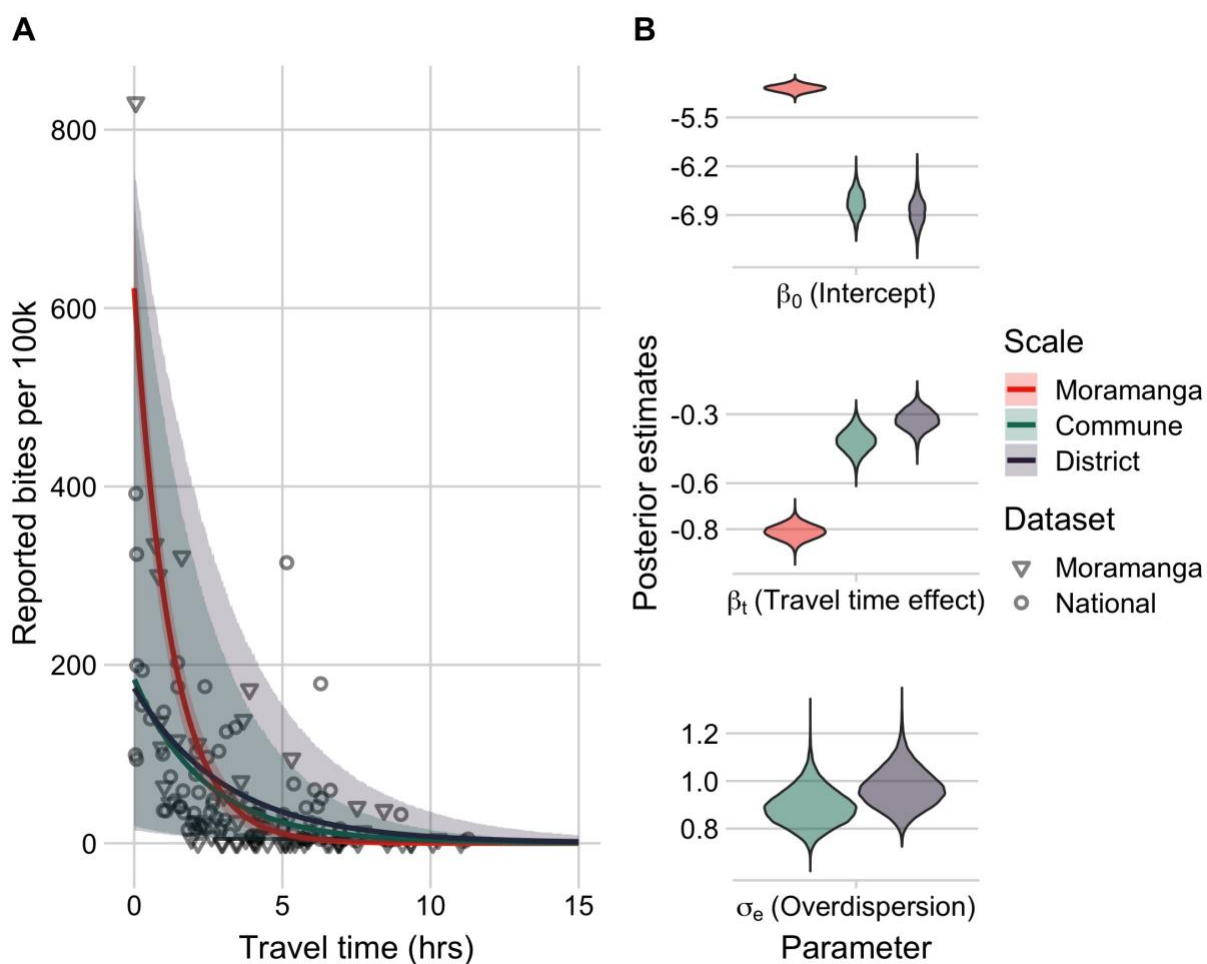 A
Reported bites per 100k
800
600
400
200
0
0 5 10 15
Travel time (hrs)
B
Posterior estimates
-5.5
-6.2
-6.9
β0 (Intercept)
-0.3
-0.6
-0.8
βt (Travel time effect)
1.2
1.0
0.8
σe (Overdispersion)
Parameter
Scale
Moramanga
Commune
District
Dataset
Moramanga
National